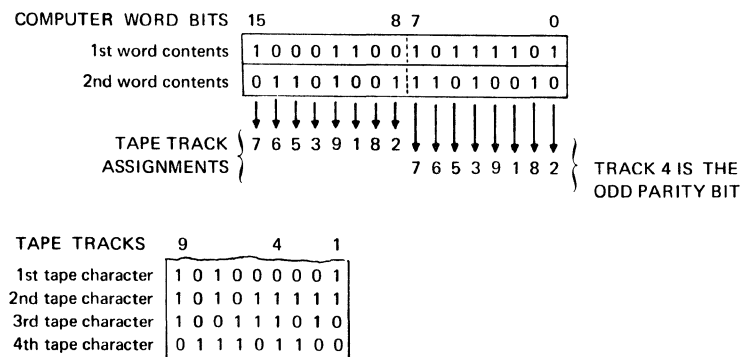 COMPUTER WORD BITS 15 8 7 0
1st word contents 1 0 0 0 1 1 0 0 1 0 1 1 1 1 0 1
2nd word contents 0 1 1 0 1 0 0 1 1 1 0 1 0 0 1 0
TAPE TRACK 7 6 5 3 9 1 8 2
ASSIGNMENTS 7 6 5 3 9 1 8 2
TRACK 4 IS THE
ODD PARITY BIT
TAPE TRACKS 9 4 1
1st tape character 1 0 1 0 0 0 0 0 1
2nd tape character 1 0 1 0 1 1 1 1 1
3rd tape character 1 0 0 1 1 1 0 1 0
4th tape character 0 1 1 1 0 1 1 0 0